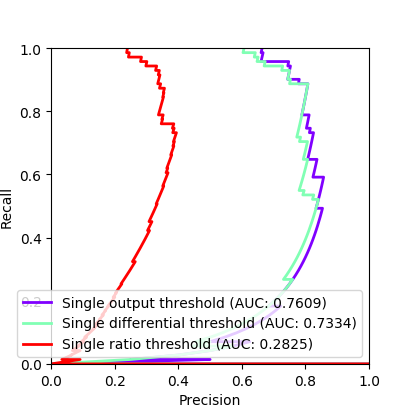 1.0
0.8
0.6
0.4
0.2
0.0
Recall
Single output threshold (AUC: 0.7609)
Single differential threshold (AUC: 0.7334)
Single ratio threshold (AUC: 0.2825)
0.0 0.2 0.4 0.6 0.8 1.0
Precision